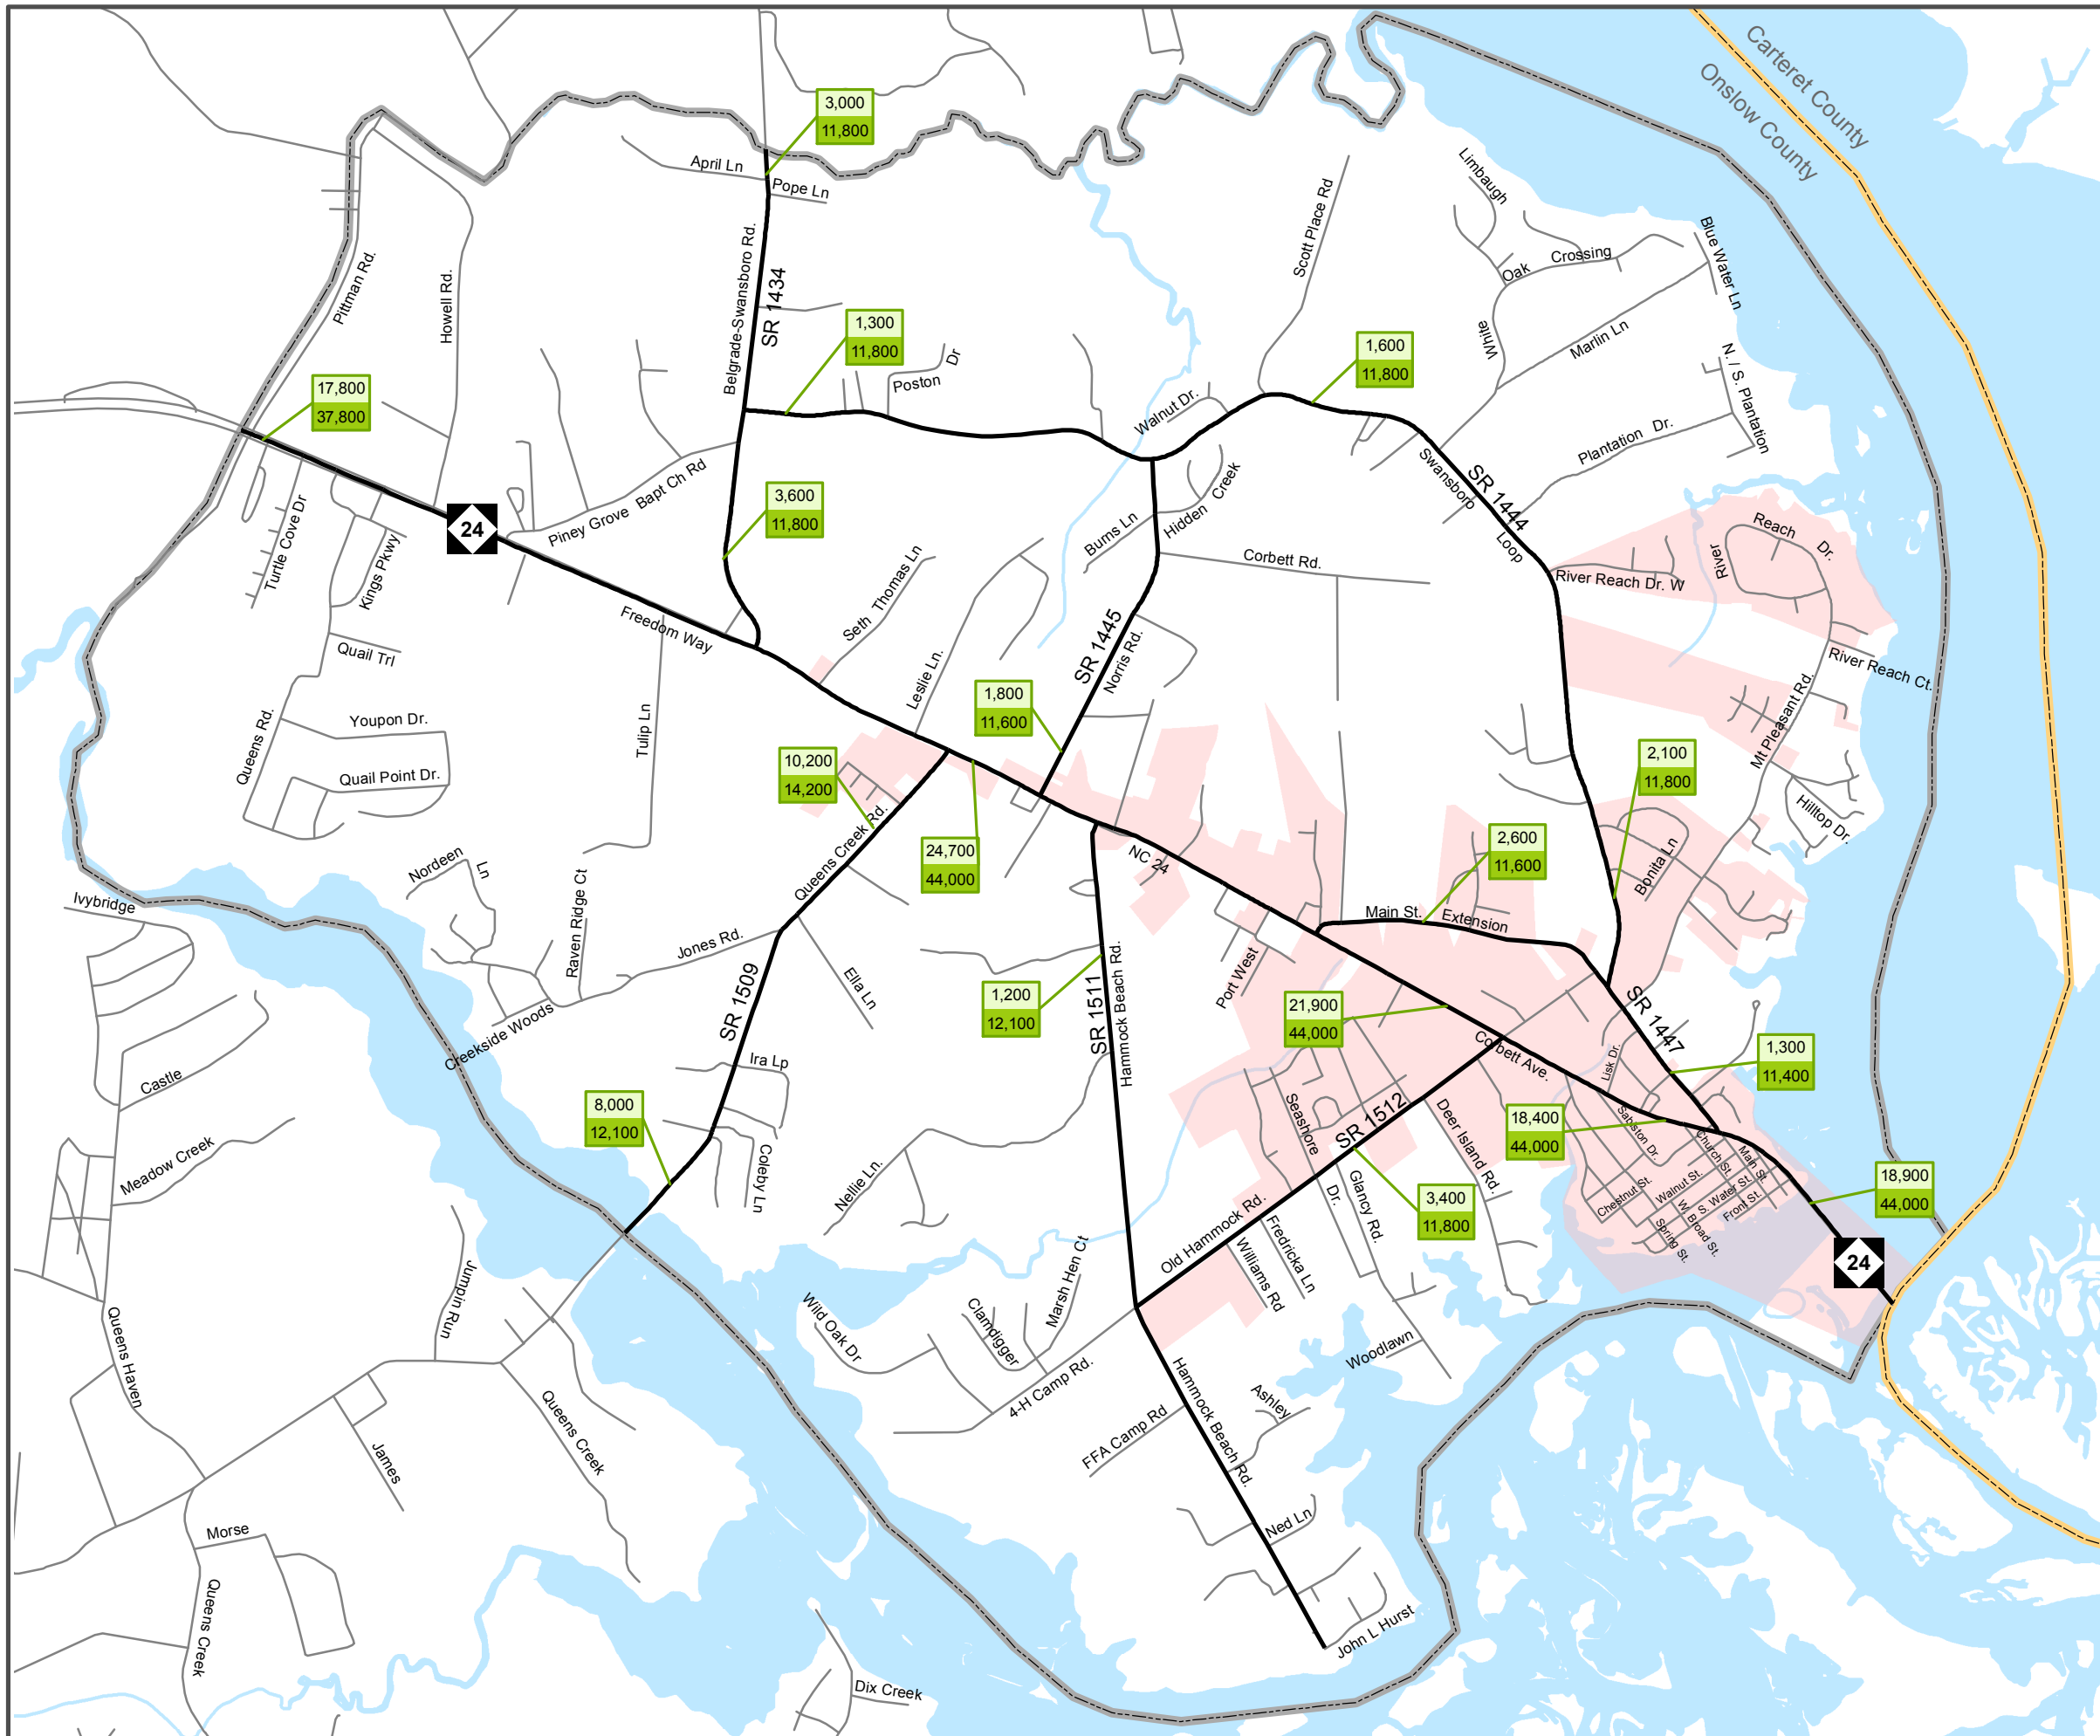 Carteret County
Onslow County
3,000
11,800
April Ln
Pope Ln
Belgrade-Swansboro Rd.
SR 1434
Pittman Rd.
Howell Rd.
Scott Place Rd
Limbaugh
Oak
Crossing
White
Blue Water Ln
Marlin Ln
N. / S. Plantation
Plantation Dr.
1,300
11,800
Poston
Dr
1,600
11,800
17,800
37,800
Walnut Dr.
3,600
11,800
24
Piney Grove Bapt Ch Rd
Turtle Cove Dr
Kings Pkwy
Burns Ln
Hidden
Creek
Swansboro
Loop
SR 1444
Corbett Rd.
River
Reach
Dr.
River Reach Dr. W
River Reach Ct.
Freedom Way
Seth Thomas Ln
Leslie Ln.
SR 1445
Norris Rd.
Quail Trl
Queens Rd.
Youpon Dr.
Quail Point Dr.
Tulip Ln
1,800
11,600
Mt Pleasant Rd.
10,200
14,200
2,100
11,800
Hilltop Dr.
Queens Creek Rd.
24,700
44,000
NC 24
2,600
11,600
Bonita Ln
Main St.
Extension
Nordeen
Ln
Raven Ridge Ct
Ivybridge
Jones Rd.
Ella Ln
SR 1509
1,200
12,100
SR 1511
Hammock Beach Rd.
Port West
21,900
44,000
SR 1447
Creekside Woods
Castle
Ira Lp
Corbett Ave.
Lisk Dr.
1,300
11,400
8,000
12,100
Seashore
Dr.
SR 1512
Deer Island Rd.
18,400
44,000
Sabiston Dr.
Church St.
Main St.
Meadow Creek
Coleby Ln
Nellie Ln.
Glancy Rd.
3,400
11,800
Chestnut St.
Walnut St.
S. Water St.
Front St.
W. Broad St.
Spring St.
18,900
44,000
24
Old Hammock Rd.
Fredricka Ln
Williams Rd
Jumpin Run
Queens Haven
Wild Oak Dr
Clamdigger
Marsh Hen Ct
4-H Camp Rd.
Woodlawn
Hammock Beach Rd.
Ashley
FFA Camp Rd
Queens Creek
James
Ned Ln
Morse
Queens Creek
John L Hurst
Dix Creek